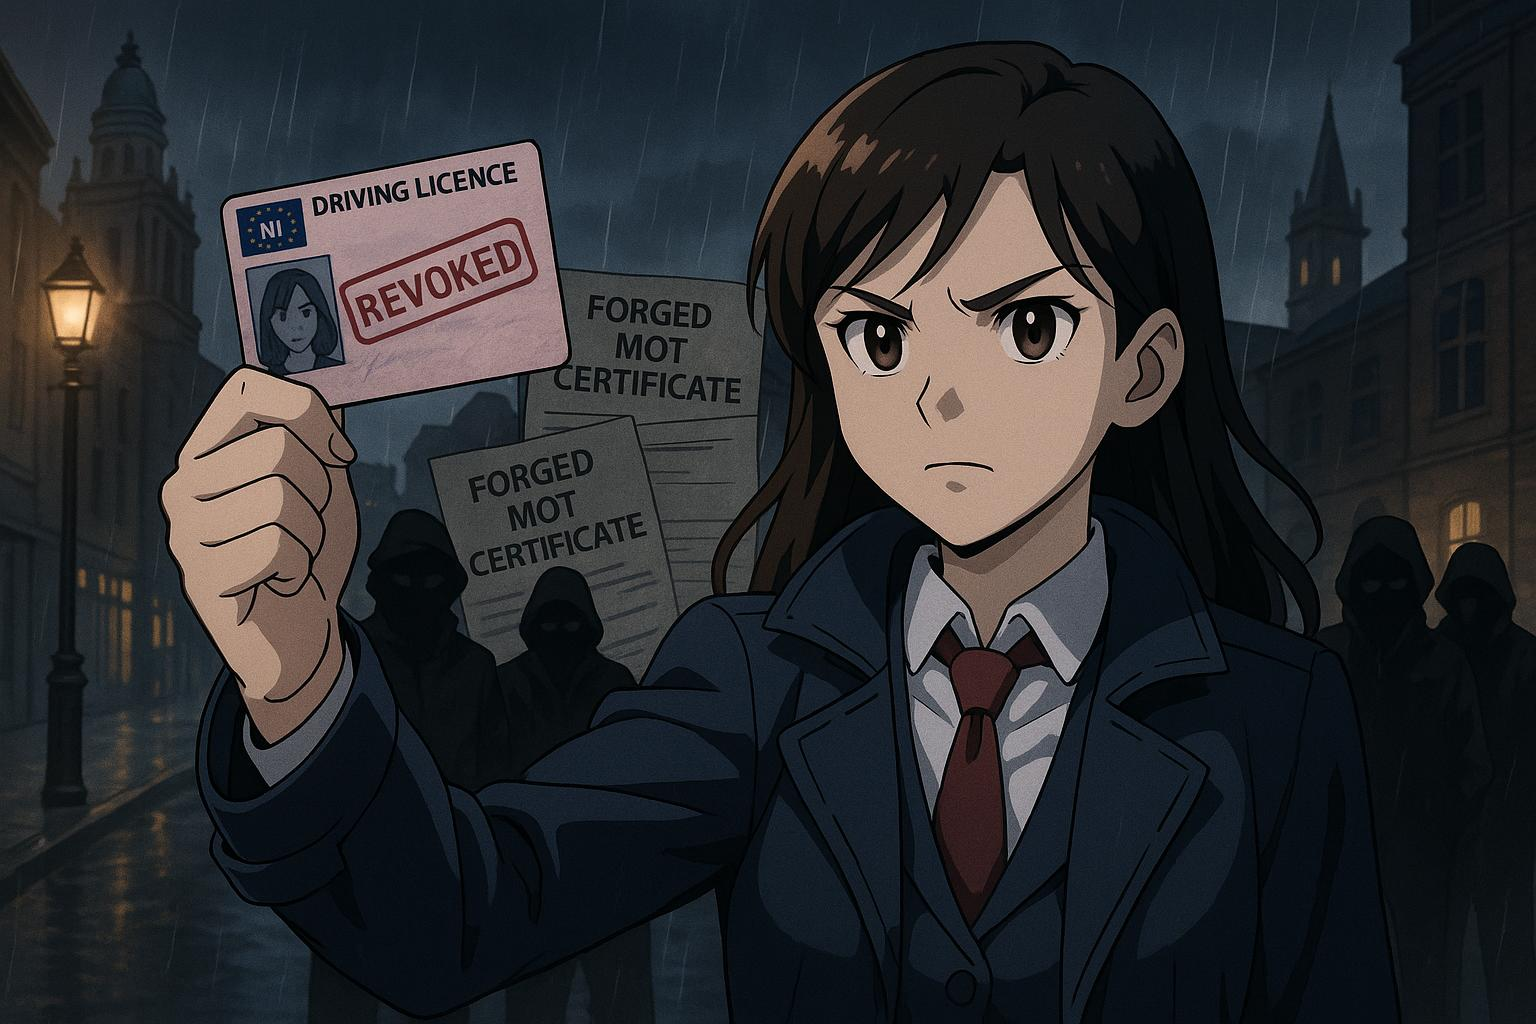 DRIVING LICENCE
NI
REVOKED
FORGED
MOT
CERTIFICATE
FORGED
MOT
CERTIFICATE